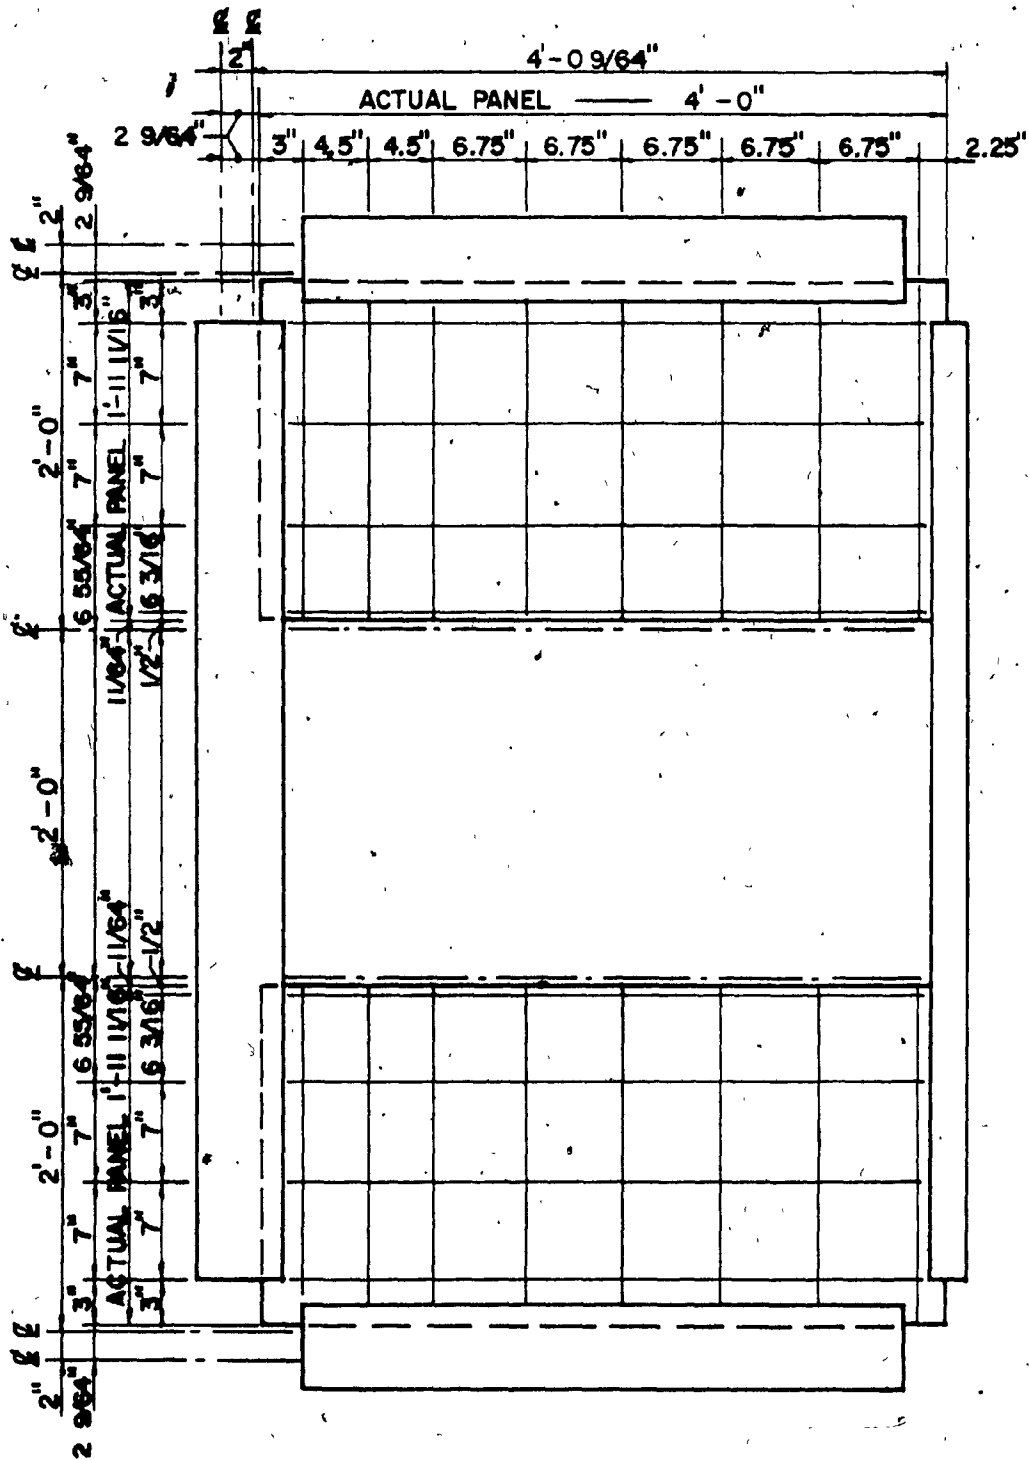 ℄ ℄
2" 4'-0 9/64"
ACTUAL PANEL 4'-0"
2 9/64" 3" 4.5" 4.5" 6.75" 6.75" 6.75" 6.75" 6.75" 2.25"
2 9/64"
2"
℄ ℄
3" 3"
7" 7"
2'-0"
7" 7"
ACTUAL PANEL 1'-11 11/16"
6 55/64" 6 3/16"
℄
11/64" 1/2"
2'-0"
11/64" 1/2"
℄
6 55/64" 6 3/16"
ACTUAL PANEL 1'-11 11/16"
7" 7"
2'-0"
7" 7"
3" 3"
℄ ℄
2"
2 9/64"